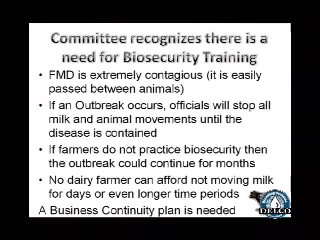 Committee recognizes there is a
need for Biosecurity Training
• FMD is extremely contagious (it is easily
passed between animals)
• If an Outbreak occurs, officials will stop all
milk and animal movements until the
disease is contained
• If farmers do not practice biosecurity then
the outbreak could continue for months
• No dairy farmer can afford not moving milk
for days or even longer time periods
A Business Continuity plan is needed
DELCO